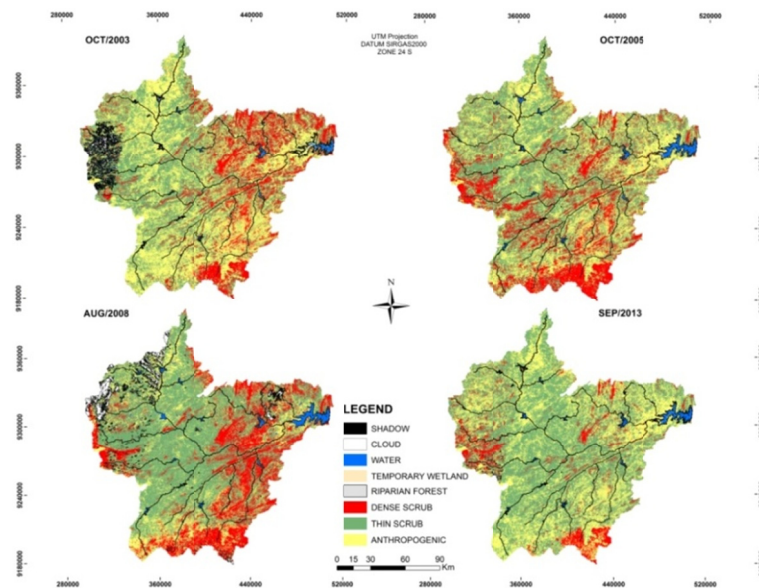 280000 360000 440000 520000 360000 440000 520000
OCT/2003
UTM Projection
DATUM SIRGAS2000
ZONE 24 S
OCT/2005
9360000
9300000
9240000
9180000
N
AUG/2008
SEP/2013
9360000
9300000
9240000
9180000
LEGEND
SHADOW
CLOUD
WATER
TEMPORARY WETLAND
RIPARIAN FOREST
DENSE SCRUB
THIN SCRUB
ANTHROPOGENIC
0 15 30 60 90
Km
280000 360000 440000 520000 360000 440000 520000